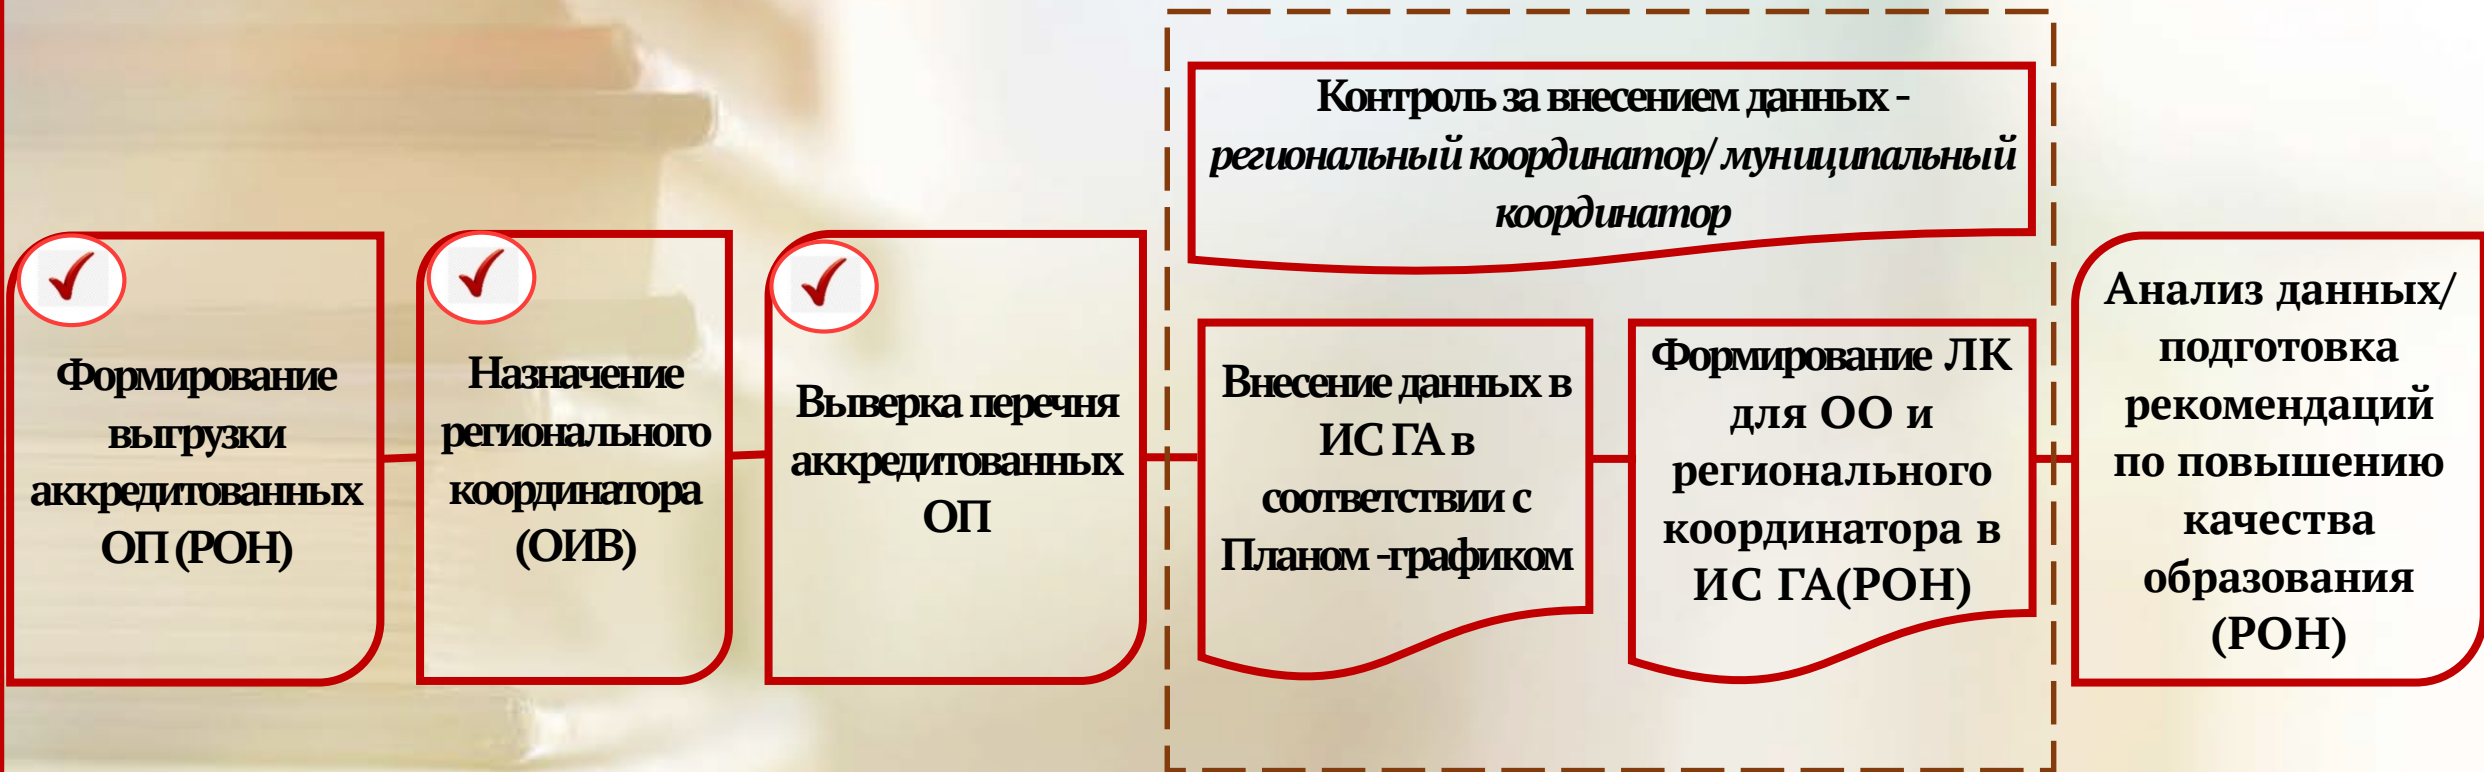 Контроль за внесением данных -
региональный координатор/ муниципальный
координатор
Формирование
выгрузки
аккредитованных
ОП (РОН)
Назначение
регионального
координатора
(ОИВ)
Выверка перечня
аккредитованных
ОП
Внесение данных в
ИС ГА в
соответствии с
Планом -графиком
Формирование ЛК
для ОО и
регионального
координатора в
ИС ГА(РОН)
Анализ данных/
подготовка
рекомендаций
по повышению
качества
образования
(РОН)